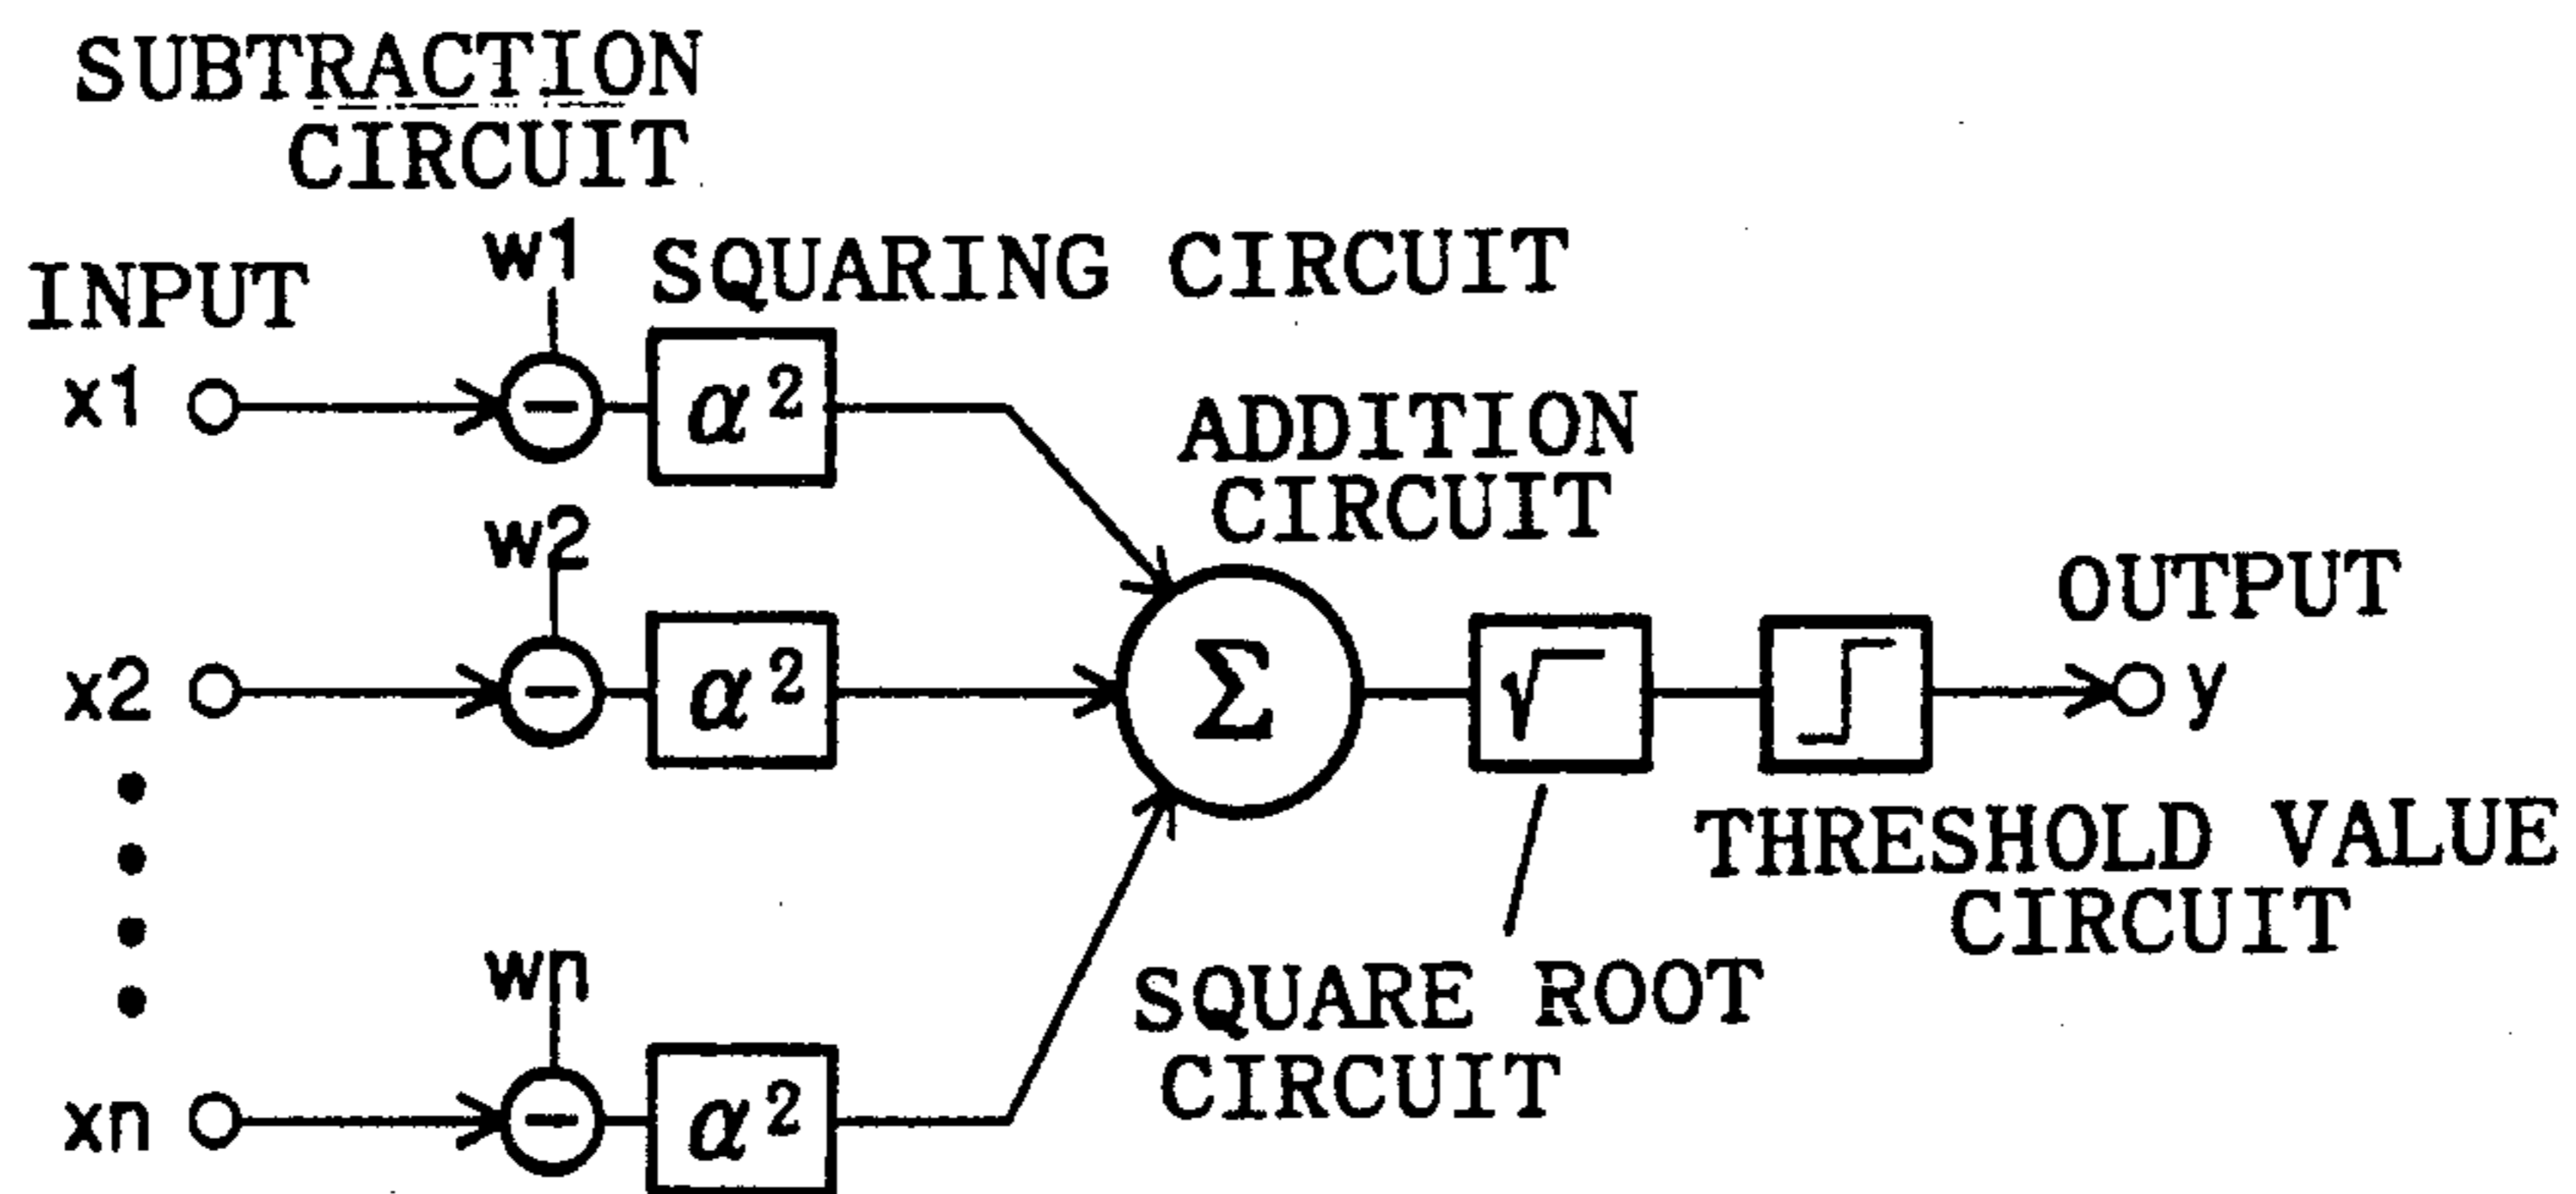 SUBTRACTION
CIRCUIT
w1
SQUARING CIRCUIT
INPUT
x1
−
α²
ADDITION
CIRCUIT
w2
OUTPUT
x2
−
α²
Σ
√
y
THRESHOLD VALUE
CIRCUIT
wn
SQUARE ROOT
CIRCUIT
xn
−
α²